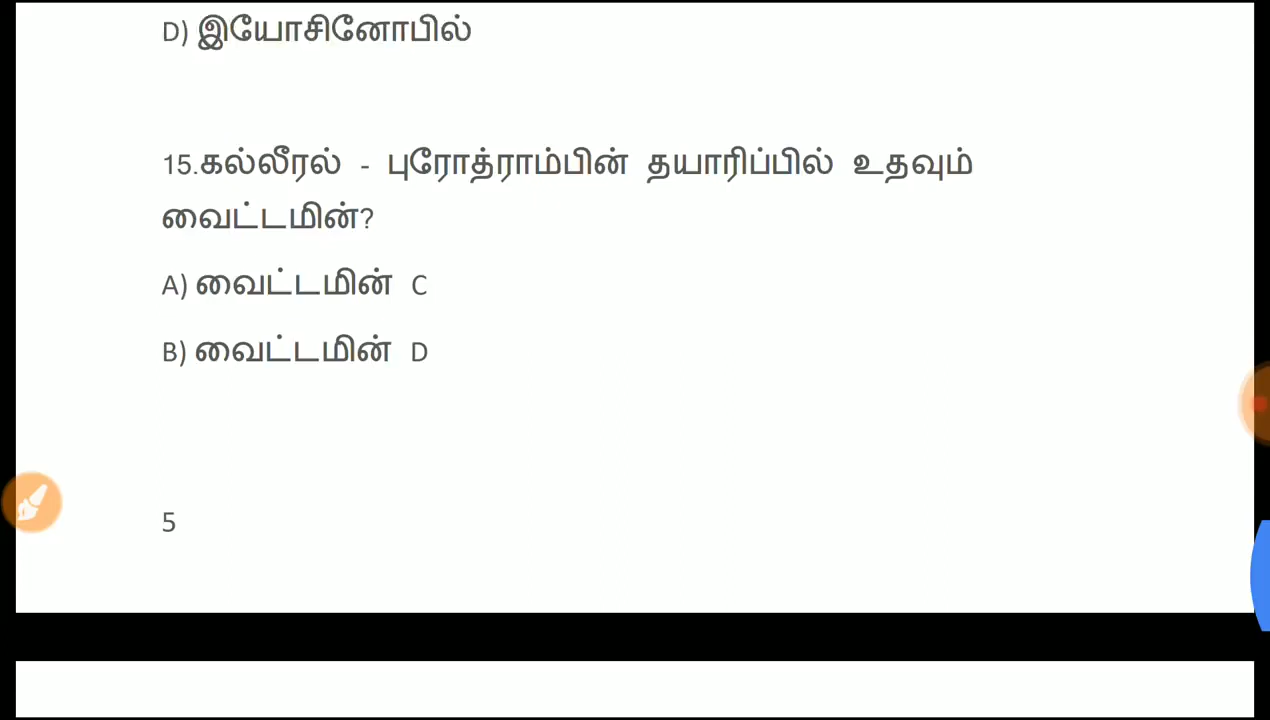 D) இயோசினோபில்
15.கல்லீரல் - புரோத்ராம்பின் தயாரிப்பில் உதவும்
வைட்டமின்?
A) வைட்டமின் C
B) வைட்டமின் D
5